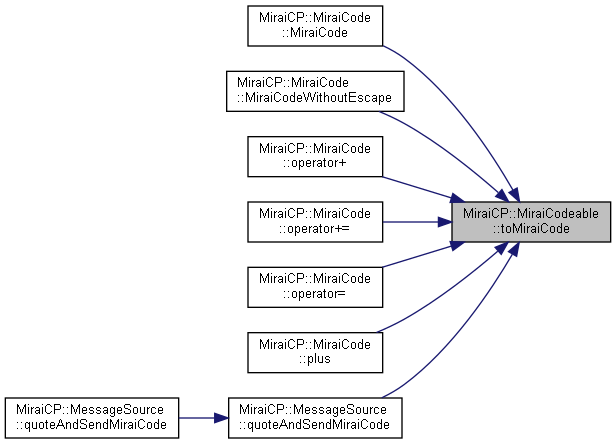 MiraiCP::MiraiCode
::MiraiCode
MiraiCP::MiraiCode
::MiraiCodeWithoutEscape
MiraiCP::MiraiCode
::operator+
MiraiCP::MiraiCodeable
::toMiraiCode
MiraiCP::MiraiCode
::operator+=
MiraiCP::MiraiCode
::operator=
MiraiCP::MiraiCode
::plus
MiraiCP::MessageSource
::quoteAndSendMiraiCode
MiraiCP::MessageSource
::quoteAndSendMiraiCode